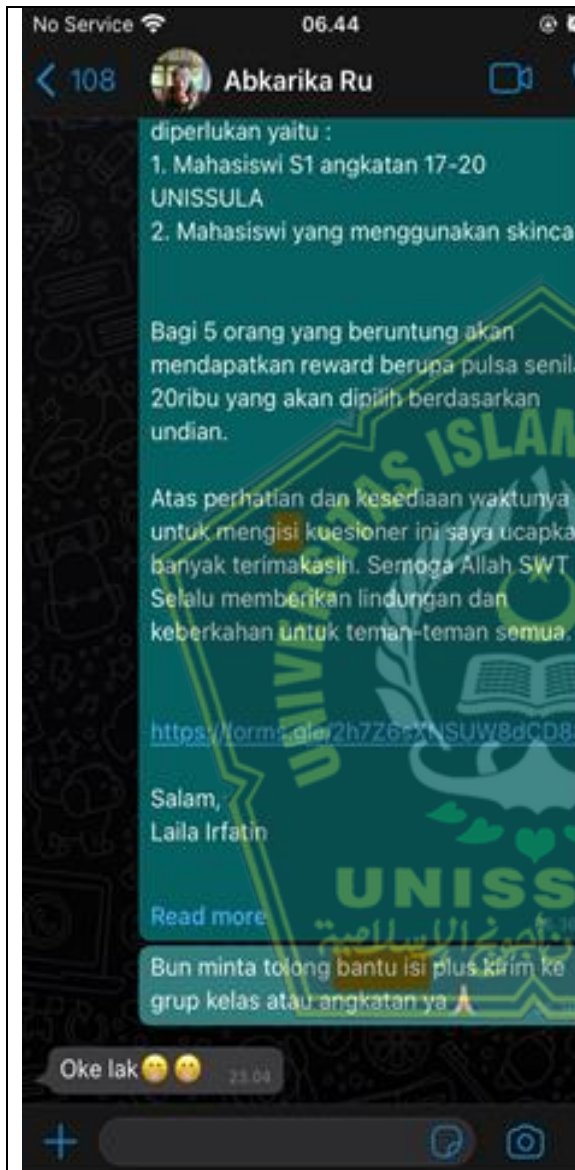 No Service 06.44
108 Abkarika Ru
diperlukan yaitu :
1. Mahasiswi S1 angkatan 17-20
UNISSULA
2. Mahasiswi yang menggunakan skinca
Bagi 5 orang yang beruntung akan
mendapatkan reward berupa pulsa senil
20ribu yang akan dipilih berdasarkan
undian.
Atas perhatian dan kesediaan waktunya
untuk mengisi kuesioner ini saya ucapka
banyak terimakasih. Semoga Allah SWT
Selalu memberikan lindungan dan
keberkahan untuk teman-teman semua.
Salam,
Laila Irfatin
Read more
Bun minta tolong bantu isi plus kirim ke
grup kelas atau angkatan ya 🙏
Oke lak 23.04
UNIVERSITAS ISLAM
UNISS